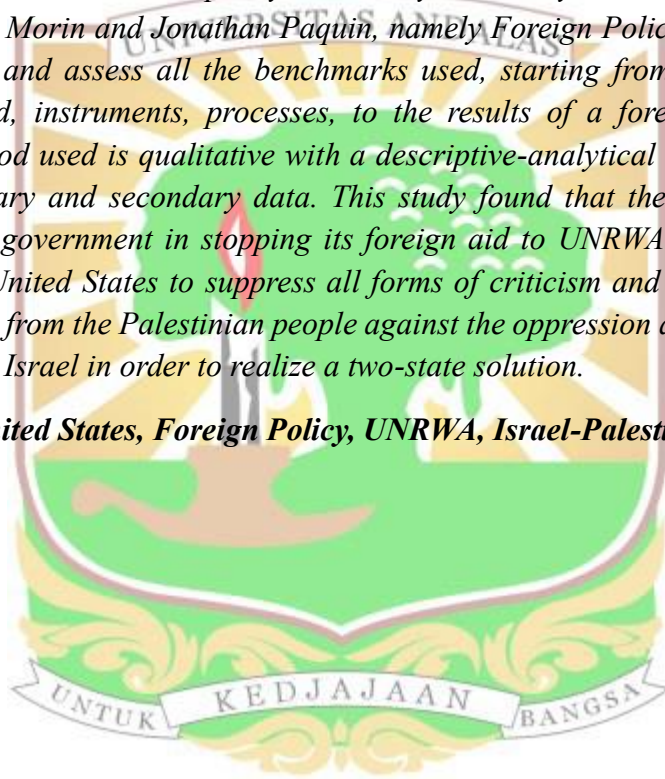 Morin and Jonathan Paquin, namely Foreign Polic
UNIVERSITAS ANDALAS
and assess all the benchmarks used, starting from
d, instruments, processes, to the results of a fore
od used is qualitative with a descriptive-analytical
ary and secondary data. This study found that the
government in stopping its foreign aid to UNRWA
United States to suppress all forms of criticism and
from the Palestinian people against the oppression
Israel in order to realize a two-state solution.
ited States, Foreign Policy, UNRWA, Israel-Palesti
UNTUK KEDJAJAAN BANGSA